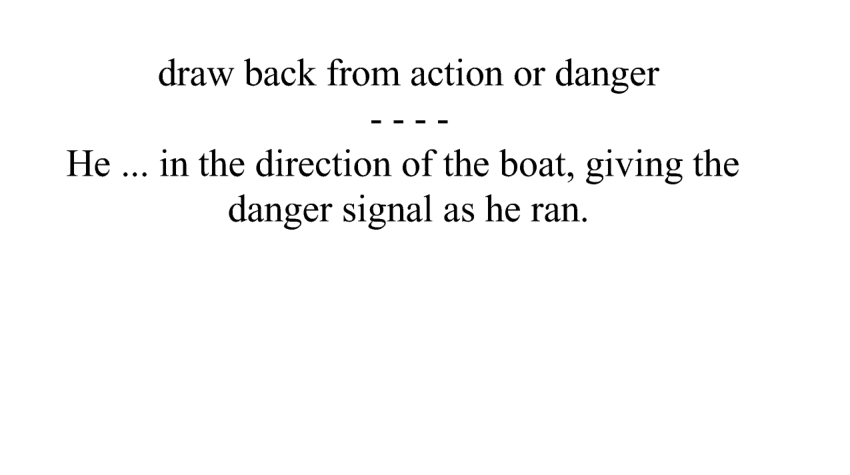 draw back from action or danger
- - - -
He ... in the direction of the boat, giving the
danger signal as he ran.